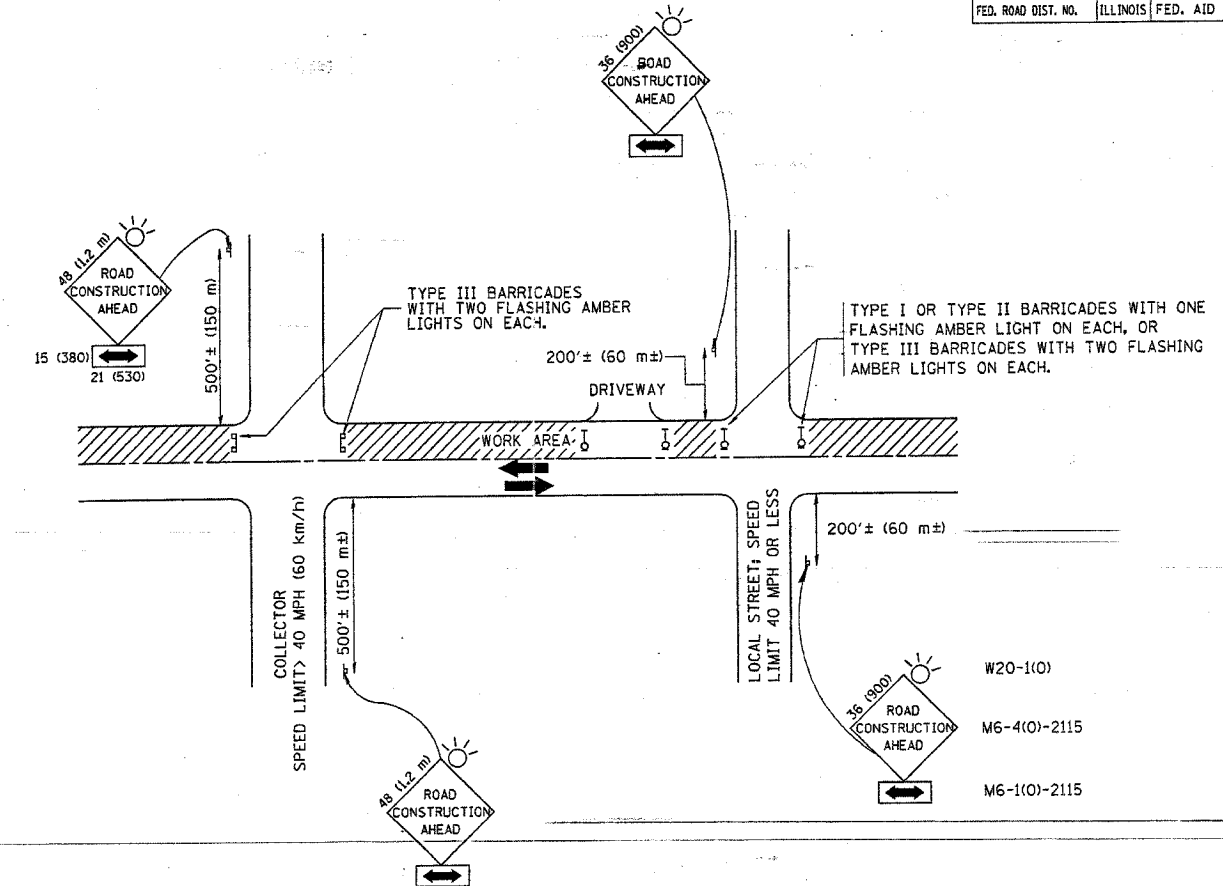 FED. ROAD DIST. NO. ILLINOIS FED. AID
36 (900)
ROAD
CONSTRUCTION
AHEAD
48 (1.2 m)
ROAD
CONSTRUCTION
AHEAD
15 (380)
21 (530)
500'± (150 m)
TYPE III BARRICADES
WITH TWO FLASHING AMBER
LIGHTS ON EACH.
200'± (60 m±)
DRIVEWAY
TYPE I OR TYPE II BARRICADES WITH ONE
FLASHING AMBER LIGHT ON EACH, OR
TYPE III BARRICADES WITH TWO FLASHING
AMBER LIGHTS ON EACH.
WORK AREA
COLLECTOR
SPEED LIMIT> 40 MPH (60 km/h)
500'± (150 m±)
LOCAL STREET; SPEED
LIMIT 40 MPH OR LESS
200'± (60 m±)
48 (1.2 m)
ROAD
CONSTRUCTION
AHEAD
36 (900)
ROAD
CONSTRUCTION
AHEAD
W20-1(O)
M6-4(O)-2115
M6-1(O)-2115